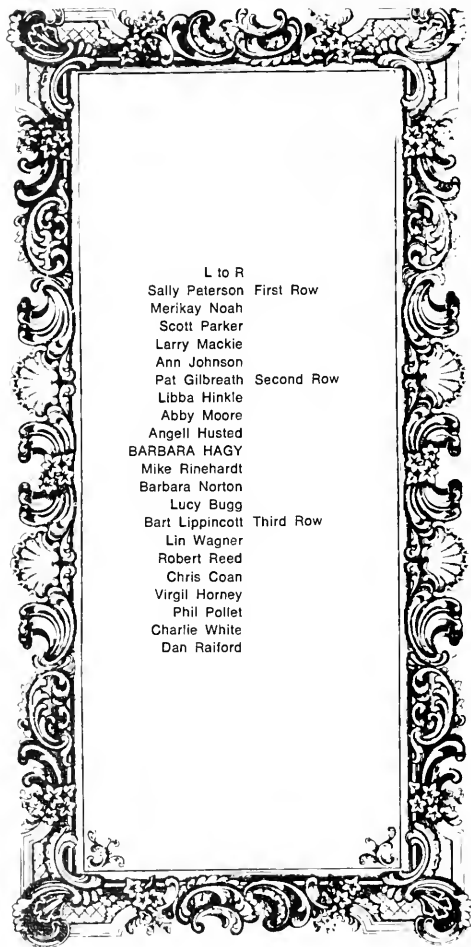 L to R
Sally Peterson First Row
Merikay Noah
Scott Parker
Larry Mackie
Ann Johnson
Pat Gilbreath Second Row
Libba Hinkle
Abby Moore
Angell Husted
BARBARA HAGY
Mike Rinehardt
Barbara Norton
Lucy Bugg
Bart Lippincott Third Row
Lin Wagner
Robert Reed
Chris Coan
Virgil Horney
Phil Pollet
Charlie White
Dan Raiford